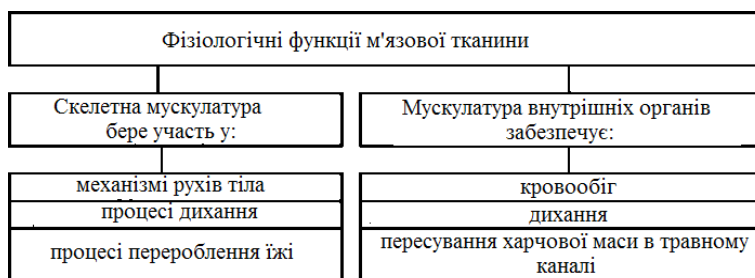 Фізіологічні функції м'язової тканини
Скелетна мускулатура
бере участь у:
Мускулатура внутрішніх органів
забезпечує:
механізмі рухів тіла
процесі дихання
процесі перероблення їжі
кровообіг
дихання
пересування харчової маси в травному
каналі